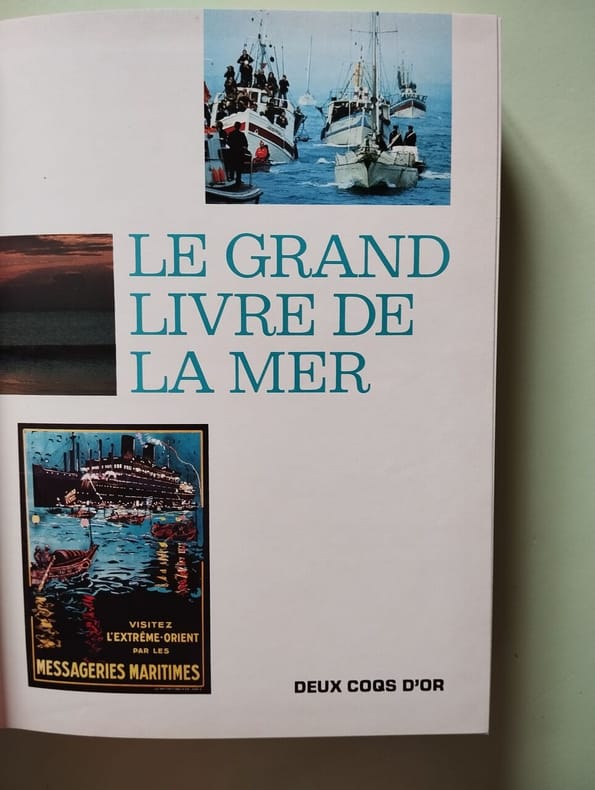 LE GRAND
LIVRE DE
LA MER
VISITEZ
L'EXTRÊME-ORIENT
PAR LES
MESSAGERIES MARITIMES
DEUX COQS D'OR